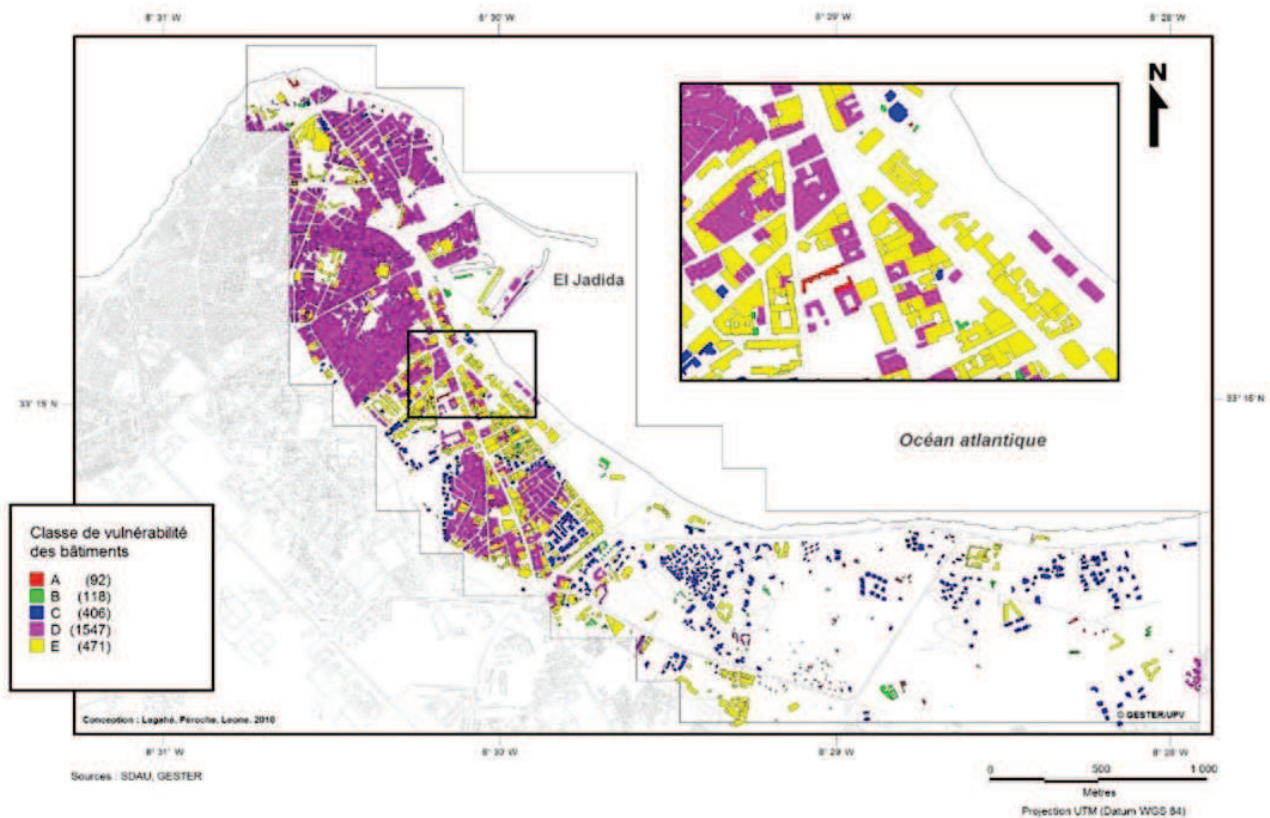 8° 31' W 8° 30' W 8° 29' W 8° 28' W
N
El Jadida
33° 15' N 33° 15' N
Océan atlantique
Classe de vulnérabilité
des bâtiments
A (92)
B (118)
C (406)
D (1547)
E (471)
Conception : Lagahé, Péroche, Leone, 2010
© GESTER/UPV
8° 31' W 8° 30' W 8° 29' W 8° 28' W
Sources : SDAU, GESTER
0 500 1 000
Mètres
Projection UTM (Datum WGS 84)